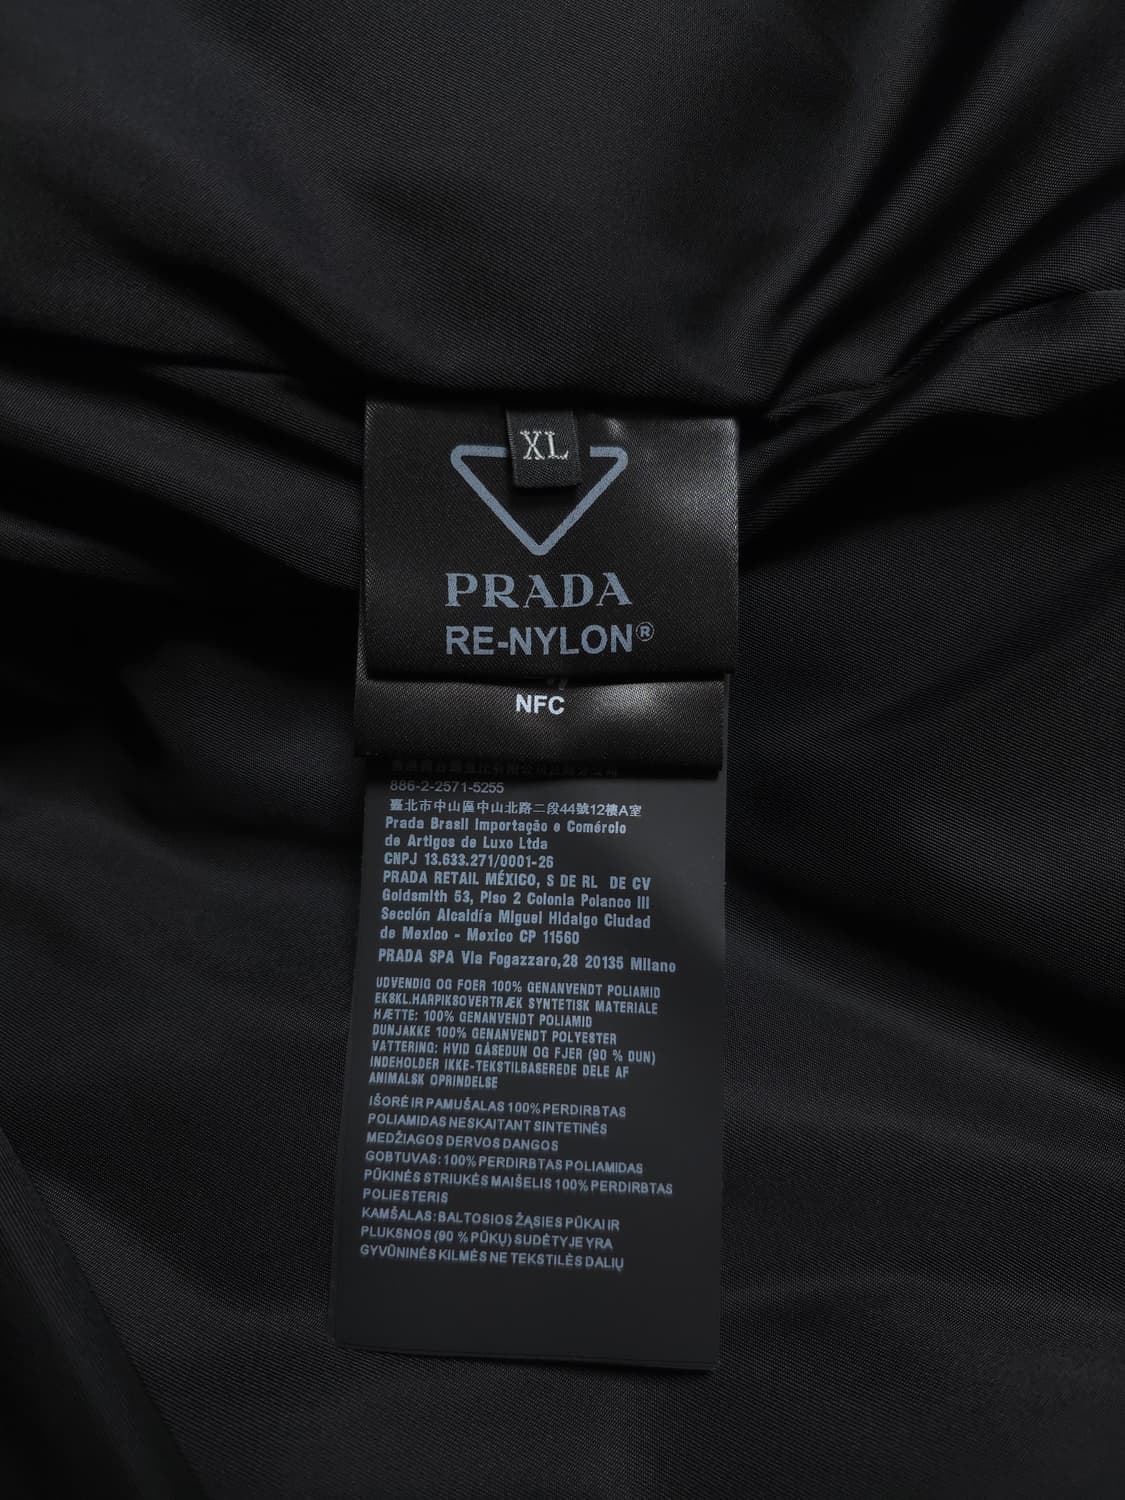 XL
PRADA
RE-NYLON®
NFC
886-2-2571-5255
臺北市中山區中山北路二段44號12樓A室
Prada Brasil Importação e Comércio
de Artigos de Luxo Ltda
CNPJ 13.633.271/0001-26
PRADA RETAIL MÉXICO, S DE RL DE CV
Goldsmith 53, Piso 2 Colonia Polanco III
Sección Alcaldía Miguel Hidalgo Ciudad
de Mexico - Mexico CP 11560
PRADA SPA Via Fogazzaro,28 20135 Milano
UDVENDIG OG FOER 100% GENANVENDT POLIAMID
EKSKL.HARPIKSOVERTRÆK SYNTETISK MATERIALE
HÆTTE: 100% GENANVENDT POLIAMID
DUNJAKKE 100% GENANVENDT POLYESTER
VATTERING: HVID GÅSEDUN OG FJER (90 % DUN)
INDEHOLDER IKKE-TEKSTILBASEREDE DELE AF
ANIMALSK OPRINDELSE
IŠORĖ IR PAMUŠALAS 100% PERDIRBTAS
POLIAMIDAS NESKAITANT SINTETINĖS
MEDŽIAGOS DERVOS DANGOS
GOBTUVAS: 100% PERDIRBTAS POLIAMIDAS
PŪKINĖS STRIUKĖS MAIŠELIS 100% PERDIRBTAS
POLIESTERIS
KAMŠALAS: BALTOSIOS ŽĄSIES PŪKAI IR
PLUKSNOS (90 % PŪKŲ) SUDĖTYJE YRA
GYVŪNINĖS KILMĖS NE TEKSTILĖS DALIŲ